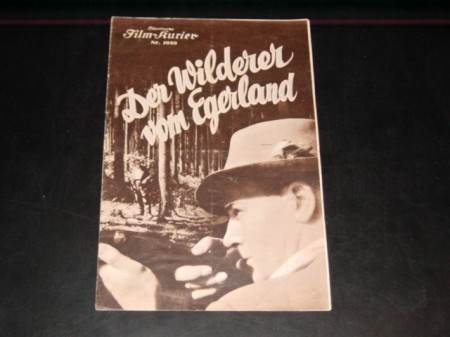 Illustrierter
Film-Kurier
Der Wilderer
vom Egerland